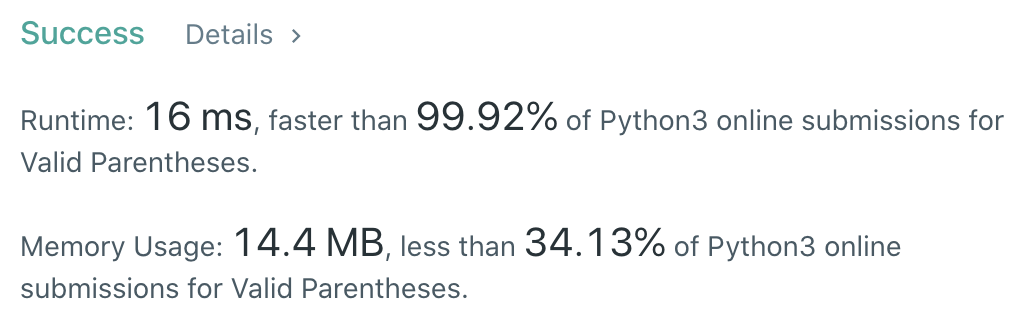 Success Details >
Runtime: 16 ms, faster than 99.92% of Python3 online submissions for
Valid Parentheses.
Memory Usage: 14.4 MB, less than 34.13% of Python3 online
submissions for Valid Parentheses.